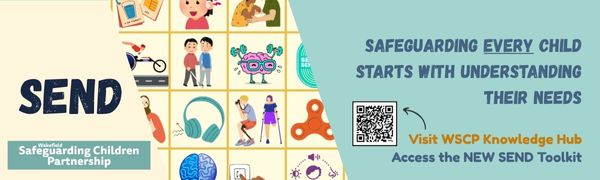 SEND
Wakefield
Safeguarding Children
Partnership
SAFEGUARDING EVERY CHILD
STARTS WITH UNDERSTANDING
THEIR NEEDS
Visit WSCP Knowledge Hub
Access the NEW SEND Toolkit